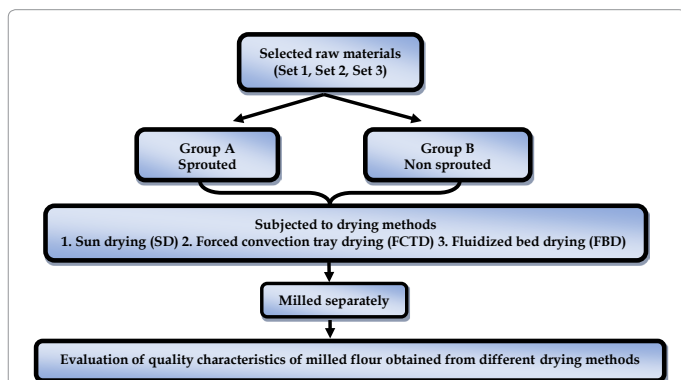 Selected raw materials
(Set 1, Set 2, Set 3)
Group A
Sprouted
Group B
Non sprouted
Subjected to drying methods
1. Sun drying (SD) 2. Forced convection tray drying (FCTD) 3. Fluidized bed drying (FBD)
Milled separately
Evaluation of quality characteristics of milled flour obtained from different drying methods